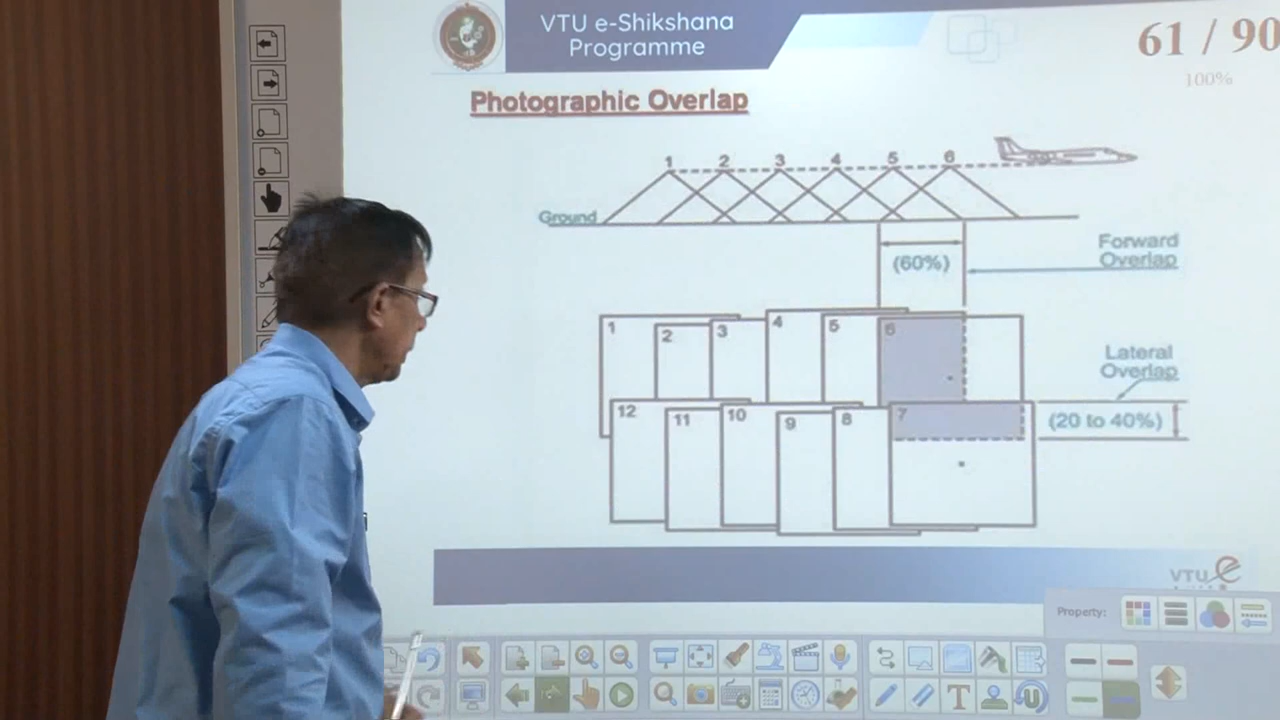 VTU e-Shikshana
Programme
61 / 90
100%
Photographic Overlap
1 2 3 4 5 6
Ground
Forward
Overlap
(60%)
1 2 3 4 5 6
Lateral
Overlap
12 11 10 9 8 7
(20 to 40%)
VTU e
Property:
T